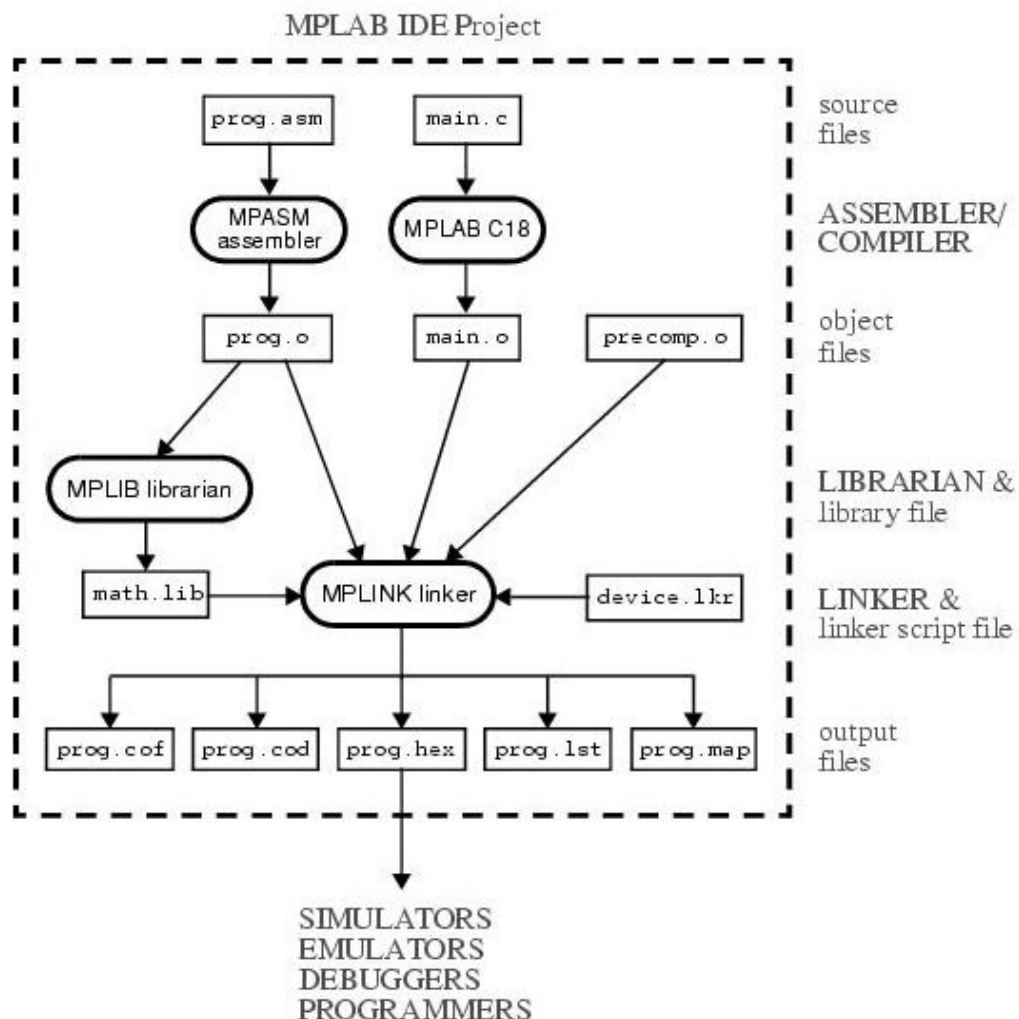 MPLAB IDE Project
source
files
prog.asm
main.c
MPASM
assembler
MPLAB C18
ASSEMBLER/
COMPILER
prog.o
main.o
precomp.o
object
files
MPLIB librarian
LIBRARIAN &
library file
math.lib
MPLINK linker
device.lkr
LINKER &
linker script file
prog.cof
prog.cod
prog.hex
prog.lst
prog.map
output
files
SIMULATORS
EMULATORS
DEBUGGERS
PROGRAMMERS